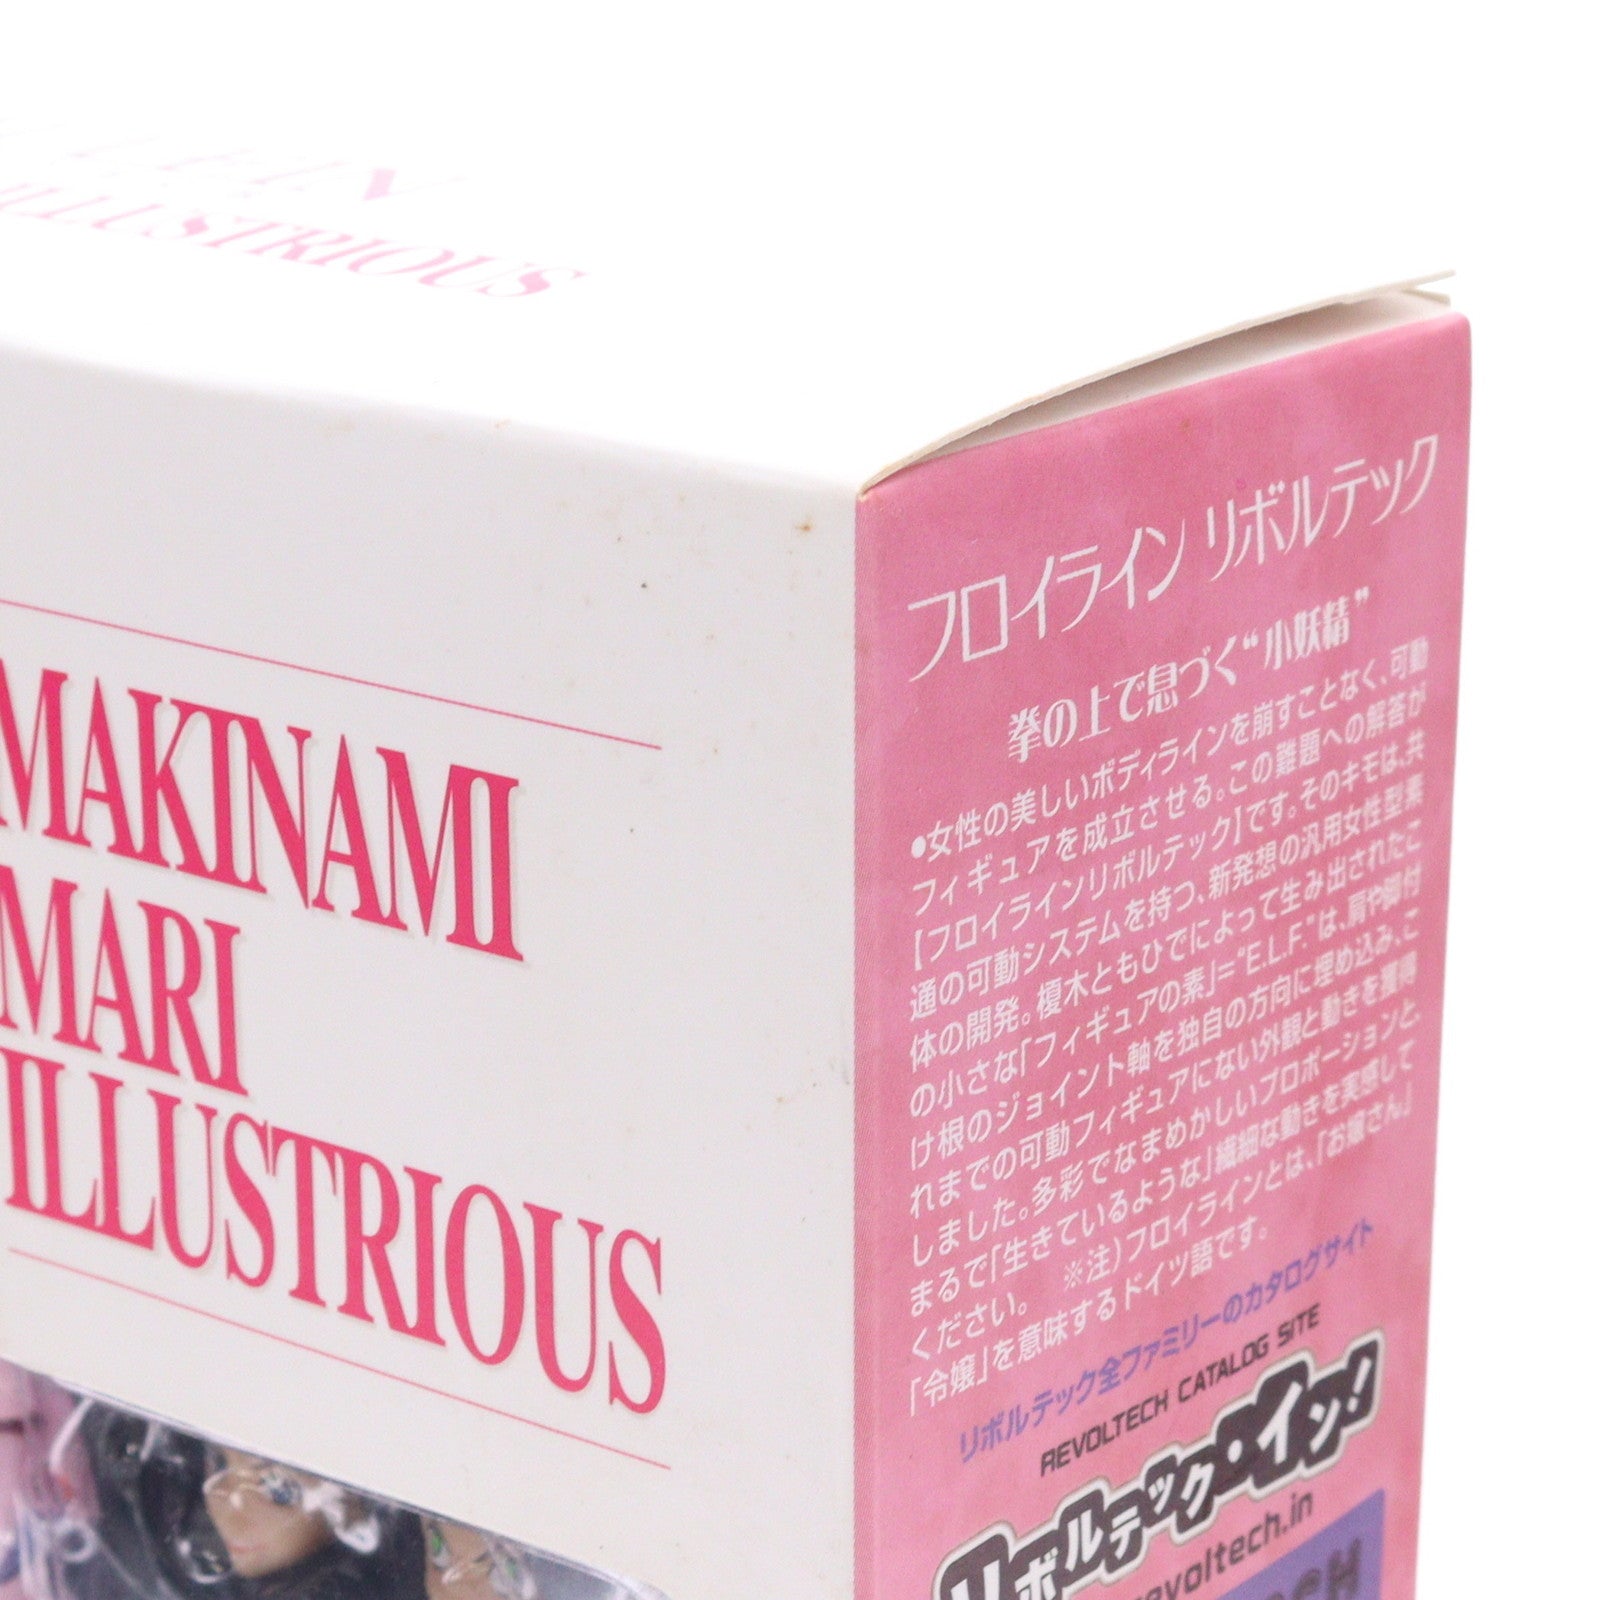 ILLUSTRIOUS
MAKINAMI
MARI
ILLUSTRIOUS
フロイライン リボルテック
拳の上で息づく“小妖精”
●女性の美しいボディラインを崩すことなく、可動
フィギュアを成立させる。この難題への解答が
【フロイラインリボルテック】です。そのキモは、共
通の可動システムを持つ、新発想の汎用女性型素
体の開発。榎木ともひでによって生み出されたこ
の小さな「フィギュアの素」＝“E.L.F.”は、肩や脚付
け根のジョイント軸を独自の方向に埋め込み、こ
れまでの可動フィギュアにない外観と動きを獲得
しました。多彩でなまめかしいプロポーションと、
まるで「生きているような」繊細な動きを実感して
ください。 ※注）フロイラインとは、「お嬢さん」
「令嬢」を意味するドイツ語です。
リボルテック全ファミリーのカタログサイト
REVOLTECH CATALOG SITE
リボルテック・イン!
revoltech.in